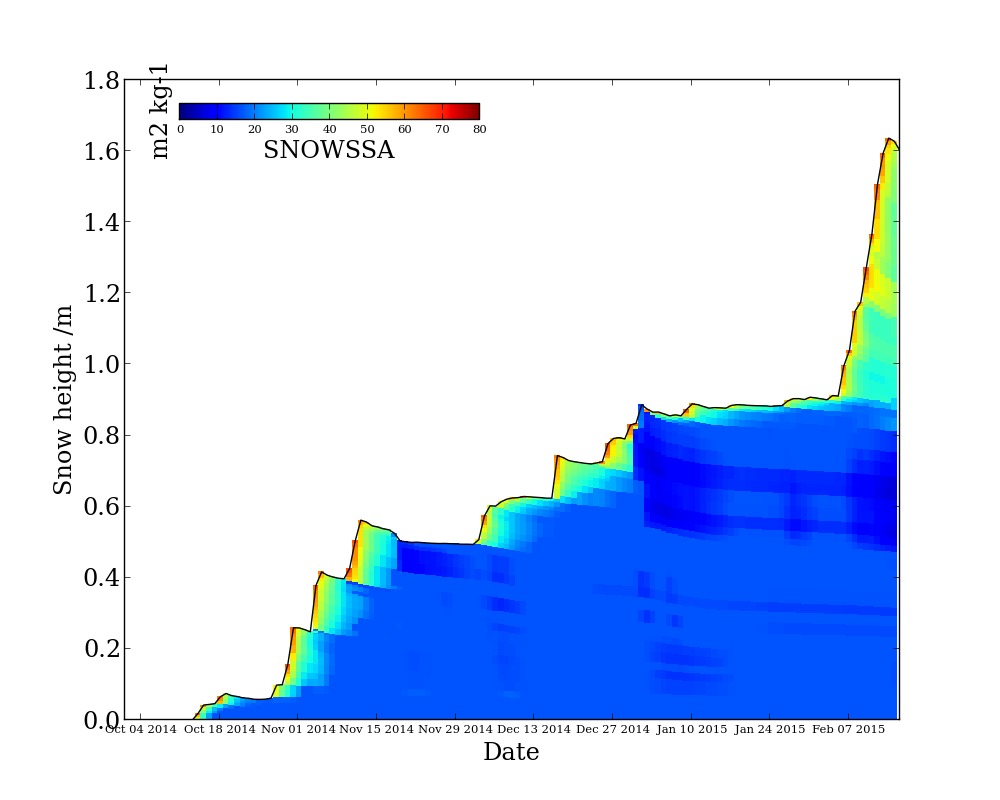 1.8
1.6
1.4
1.2
1.0
0.8
0.6
0.4
0.2
0.0
Snow height /m
m2 kg-1
0 10 20 30 40 50 60 70 80
SNOWSSA
Oct 04 2014 Oct 18 2014 Nov 01 2014 Nov 15 2014 Nov 29 2014 Dec 13 2014 Dec 27 2014 Jan 10 2015 Jan 24 2015 Feb 07 2015
Date